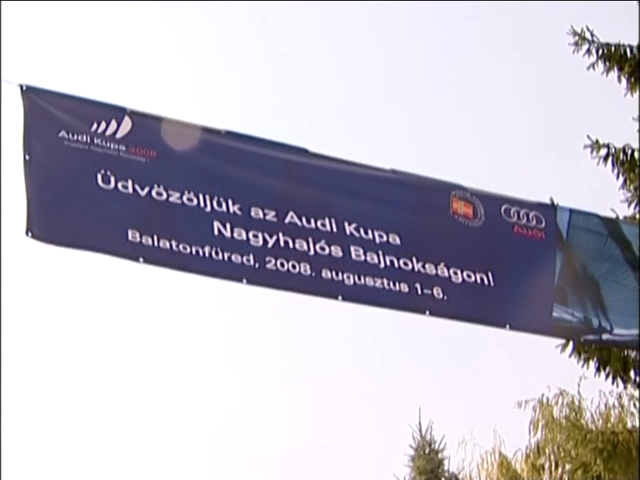 Audi Kupa 2008
Üdvözöljük az Audi Kupa
Nagyhajós Bajnokságon!
Balatonfüred, 2008. augusztus 1-6.
Audi